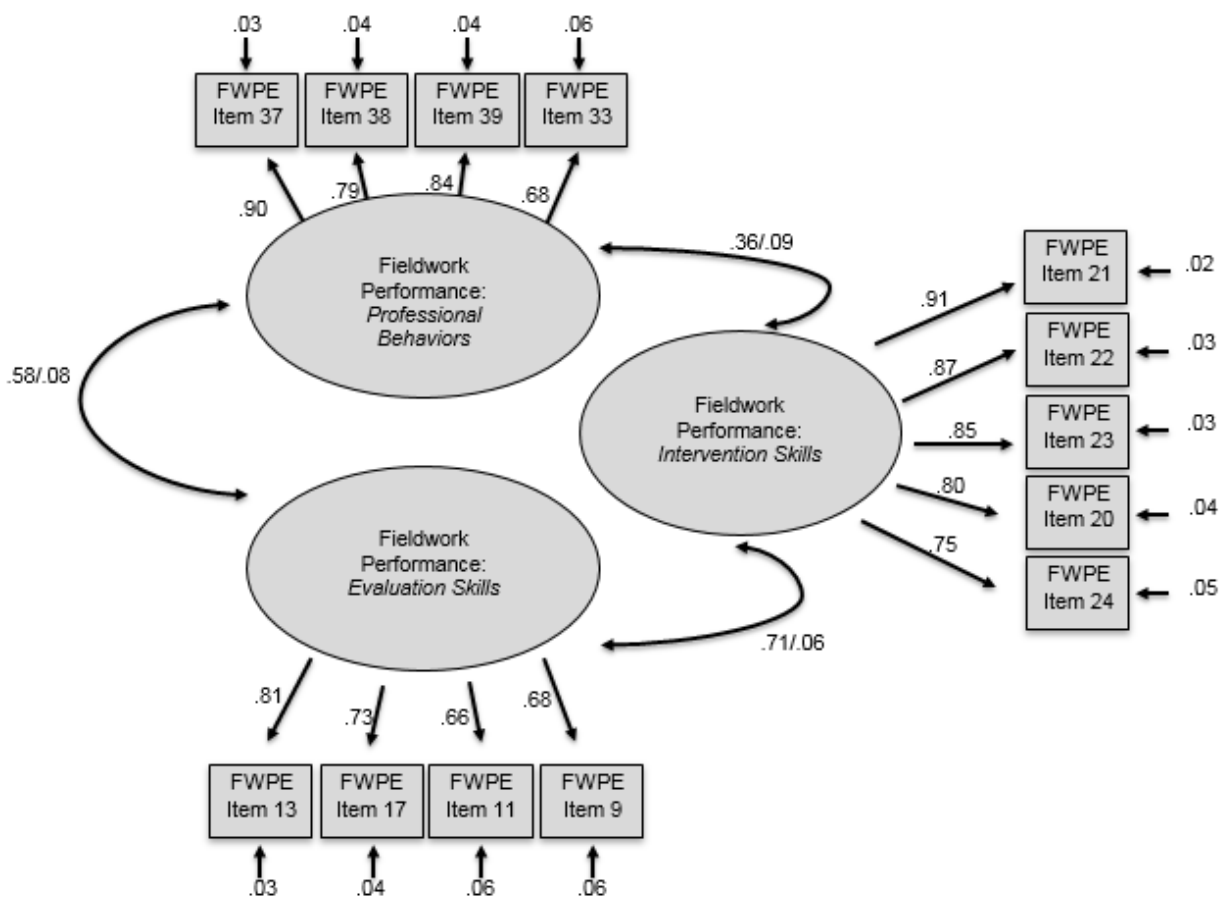 .03
.04
.04
.06
FWPE
Item 37
FWPE
Item 38
FWPE
Item 39
FWPE
Item 33
.90
.79
.84
.68
Fieldwork
Performance:
Professional
Behaviors
.36/.09
.58/.08
FWPE
Item 21
.02
.91
FWPE
Item 22
.03
.87
FWPE
Item 23
.03
.85
FWPE
Item 20
.04
.80
FWPE
Item 24
.05
.75
Fieldwork
Performance:
Intervention Skills
Fieldwork
Performance:
Evaluation Skills
.71/.06
.81
.73
.66
.68
FWPE
Item 13
FWPE
Item 17
FWPE
Item 11
FWPE
Item 9
.03
.04
.06
.06